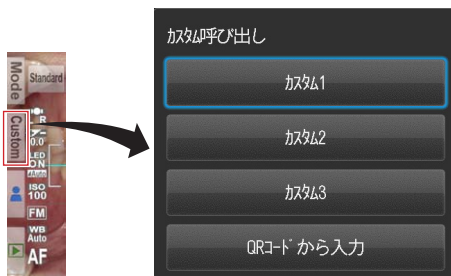 Mode
Standard
Custom
R
0.0
LED
ON
Auto
ISO
100
FM
WB
Auto
AF
カスタム呼び出し
カスタム1
カスタム2
カスタム3
QRコードから入力